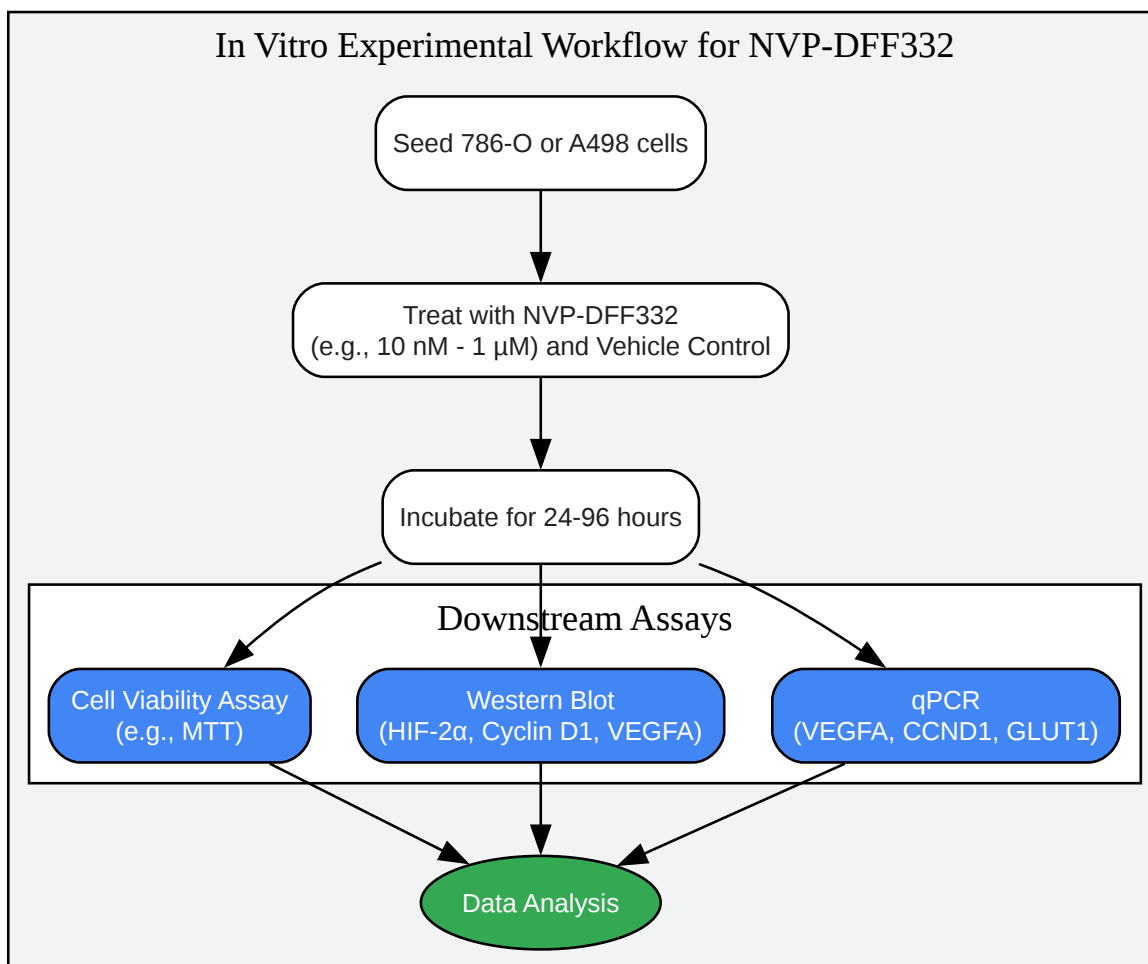 In Vitro Experimental Workflow for NVP-DFF332
Seed 786-O or A498 cells
Treat with NVP-DFF332
(e.g., 10 nM - 1 µM) and Vehicle Control
Incubate for 24-96 hours
Downstream Assays
Cell Viability Assay
(e.g., MTT)
Western Blot
(HIF-2α, Cyclin D1, VEGFA)
qPCR
(VEGFA, CCND1, GLUT1)
Data Analysis